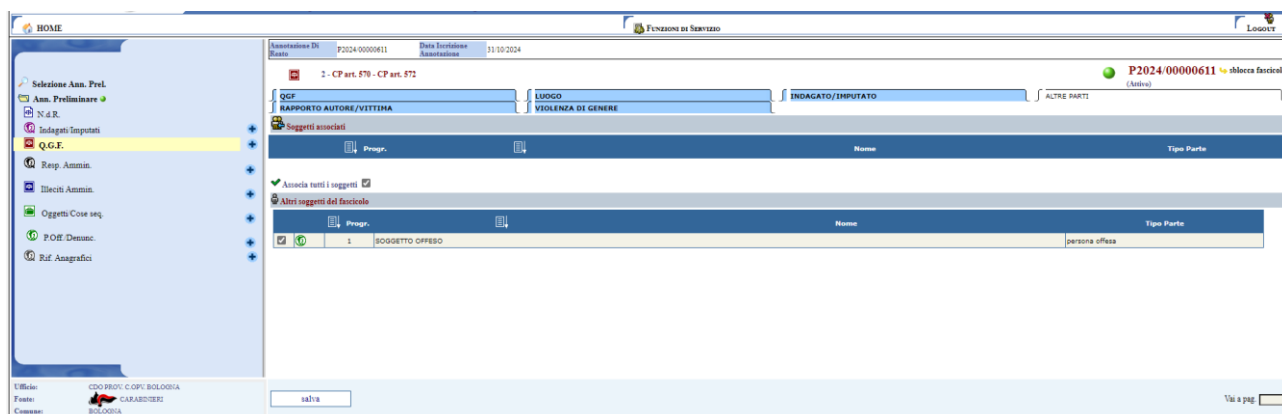 HOME
FUNZIONI DI SERVIZIO
LOGOUT
Annotazione Di Reato
P2024/00000611
Data Iscrizione Annotazione
31/10/2024
2 - CP art. 570 - CP art. 572
P2024/00000611 sblocca fascicol
(Attivo)
QGF
LUOGO
INDAGATO/IMPUTATO
ALTRE PARTI
RAPPORTO AUTORE/VITTIMA
VIOLENZA DI GENERE
Selezione Ann. Prel.
Ann. Preliminare
N.d.R.
Indagati/Imputati
Q.G.F.
Resp. Ammin.
Illeciti Ammin.
Oggetti/Cose seq.
P.Off./Denunc.
Rif. Anagrafici
Soggetti associati
Progr. Nome Tipo Parte
Associa tutti i soggetti
Altri soggetti del fascicolo
Progr. Nome Tipo Parte
1 SOGGETTO OFFESO persona offesa
Ufficio: CDO PROV. C.OPV. BOLOGNA
Fonte: CARABINIERI
Comune: BOLOGNA
salva
Vai a pag.